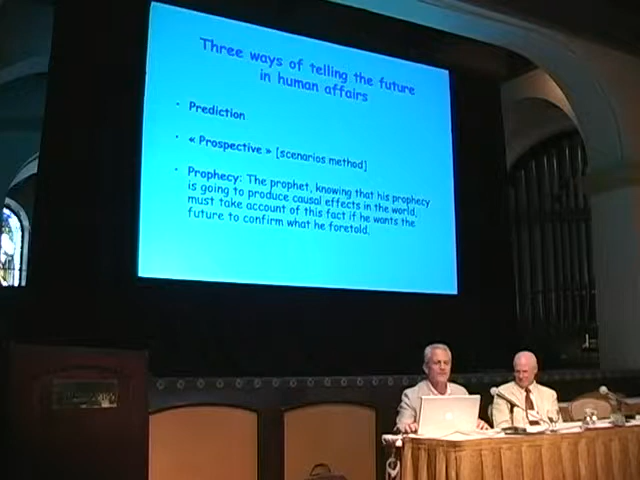 Three ways of telling the future
in human affairs
• Prediction
• « Prospective » [scenarios method]
• Prophecy: The prophet, knowing that his prophecy
is going to produce causal effects in the world,
must take account of this fact if he wants the
future to confirm what he foretold.